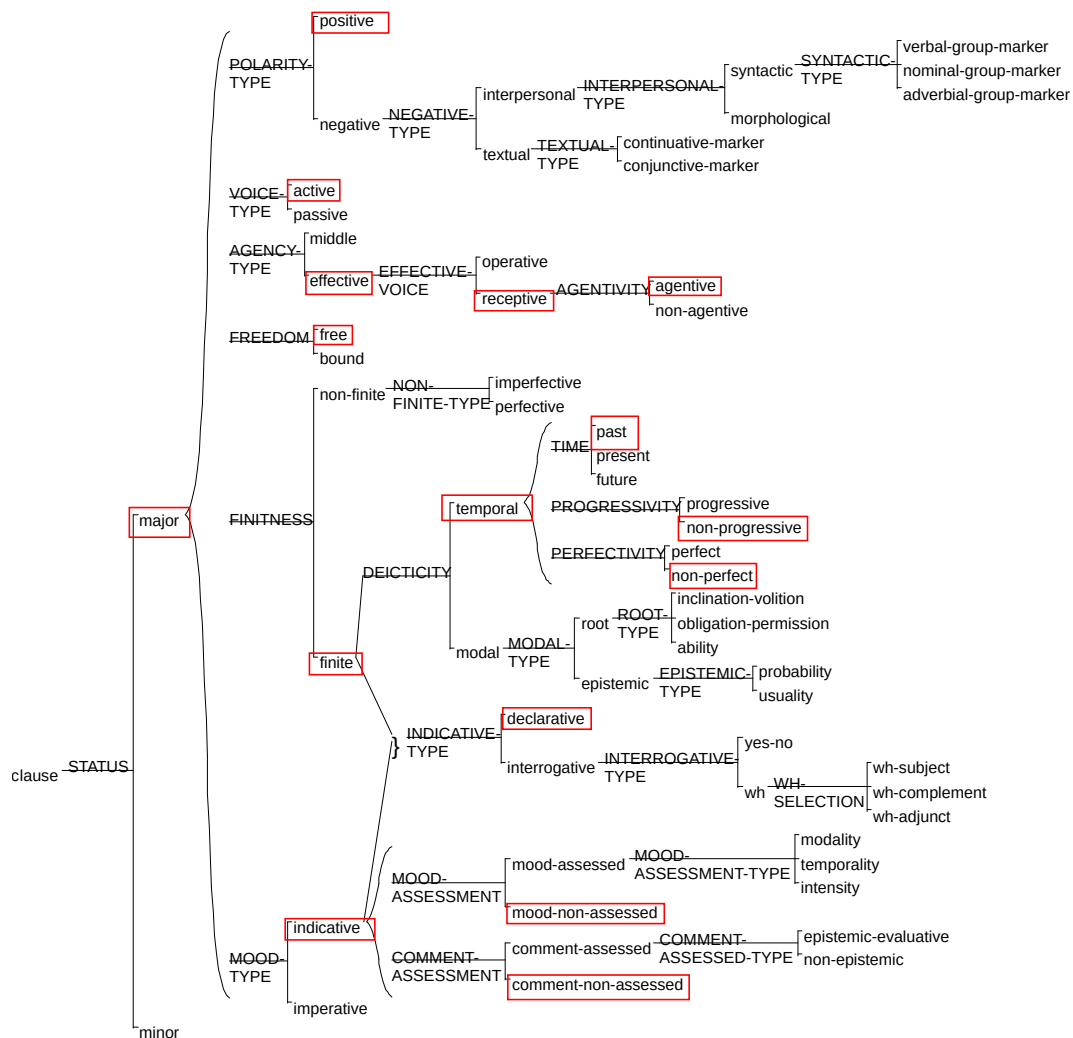 positive
POLARITY-
TYPE
negative
NEGATIVE-
TYPE
interpersonal
INTERPERSONAL-
TYPE
syntactic
SYNTACTIC-
TYPE
verbal-group-marker
nominal-group-marker
adverbial-group-marker
morphological
textual
TEXTUAL-
TYPE
continuative-marker
conjunctive-marker
VOICE-
TYPE
active
passive
AGENCY-
TYPE
middle
effective
EFFECTIVE-
VOICE
operative
receptive
AGENTIVITY
agentive
non-agentive
FREEDOM
free
bound
FINITNESS
non-finite
NON-
FINITE-TYPE
imperfective
perfective
finite
DEICTICITY
temporal
TIME
past
present
future
PROGRESSIVITY
progressive
non-progressive
PERFECTIVITY
perfect
non-perfect
modal
MODAL-
TYPE
root
ROOT-
TYPE
inclination-volition
obligation-permission
ability
epistemic
EPISTEMIC-
TYPE
probability
usuality
}
INDICATIVE-
TYPE
declarative
interrogative
INTERROGATIVE-
TYPE
yes-no
wh
WH-
SELECTION
wh-subject
wh-complement
wh-adjunct
clause
STATUS
major
minor
MOOD-
TYPE
indicative
imperative
MOOD-
ASSESSMENT
mood-assessed
MOOD-
ASSESSMENT-TYPE
modality
temporality
intensity
mood-non-assessed
COMMENT-
ASSESSMENT
comment-assessed
COMMENT-
ASSESSED-TYPE
epistemic-evaluative
non-epistemic
comment-non-assessed